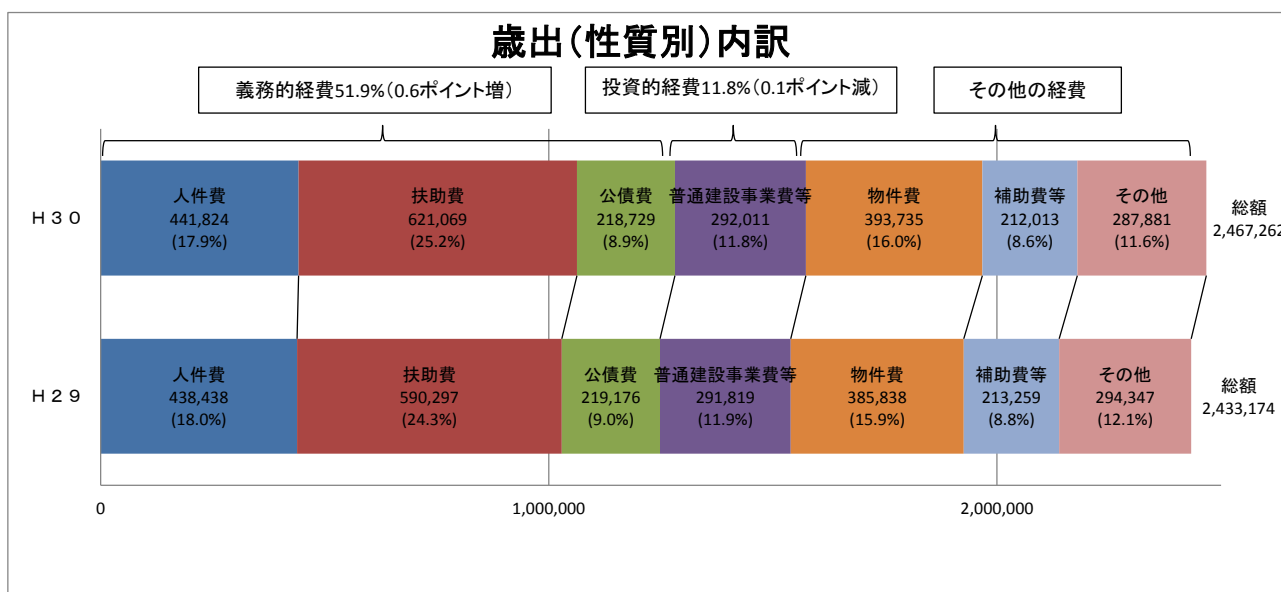 歳出（性質別）内訳
義務的経費51.9%（0.6ポイント増）
投資的経費11.8%（0.1ポイント減）
その他の経費
Ｈ３０
人件費
441,824
(17.9%)
扶助費
621,069
(25.2%)
公債費
218,729
(8.9%)
普通建設事業費等
292,011
(11.8%)
物件費
393,735
(16.0%)
補助費等
212,013
(8.6%)
その他
287,881
(11.6%)
総額
2,467,262
Ｈ２９
人件費
438,438
(18.0%)
扶助費
590,297
(24.3%)
公債費
219,176
(9.0%)
普通建設事業費等
291,819
(11.9%)
物件費
385,838
(15.9%)
補助費等
213,259
(8.8%)
その他
294,347
(12.1%)
総額
2,433,174
0
1,000,000
2,000,000